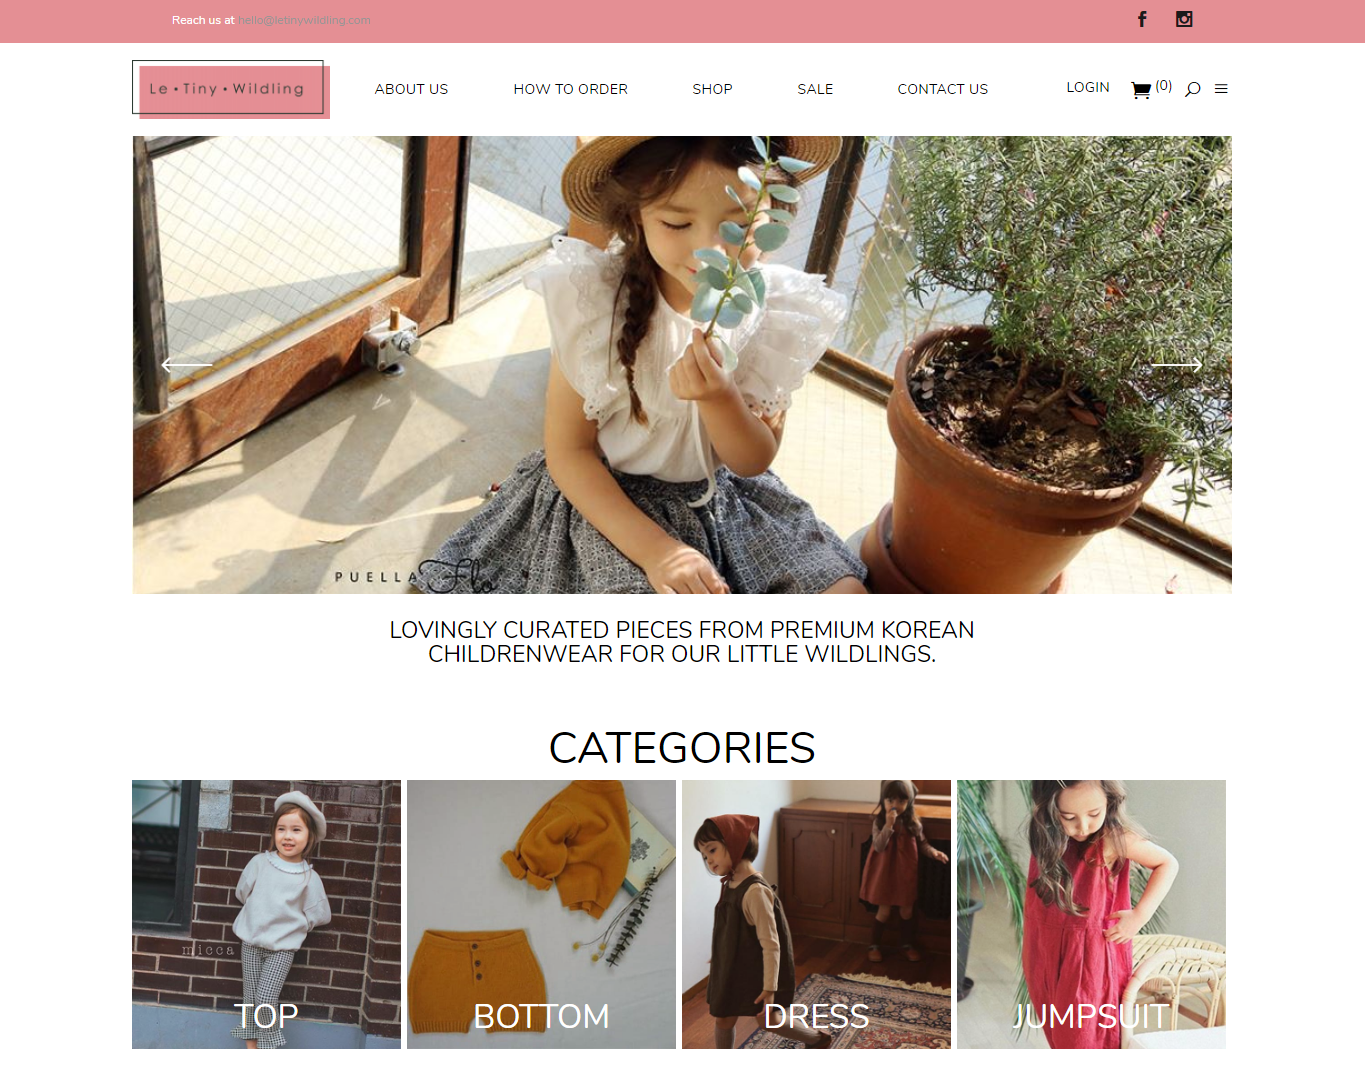 Reach us at hello@letinywildling.com
Le • Tiny • Wildling
ABOUT US
HOW TO ORDER
SHOP
SALE
CONTACT US
LOGIN
(0)
PUELLA Flo
LOVINGLY CURATED PIECES FROM PREMIUM KOREAN
CHILDRENWEAR FOR OUR LITTLE WILDLINGS.
CATEGORIES
micca
TOP
BOTTOM
DRESS
JUMPSUIT